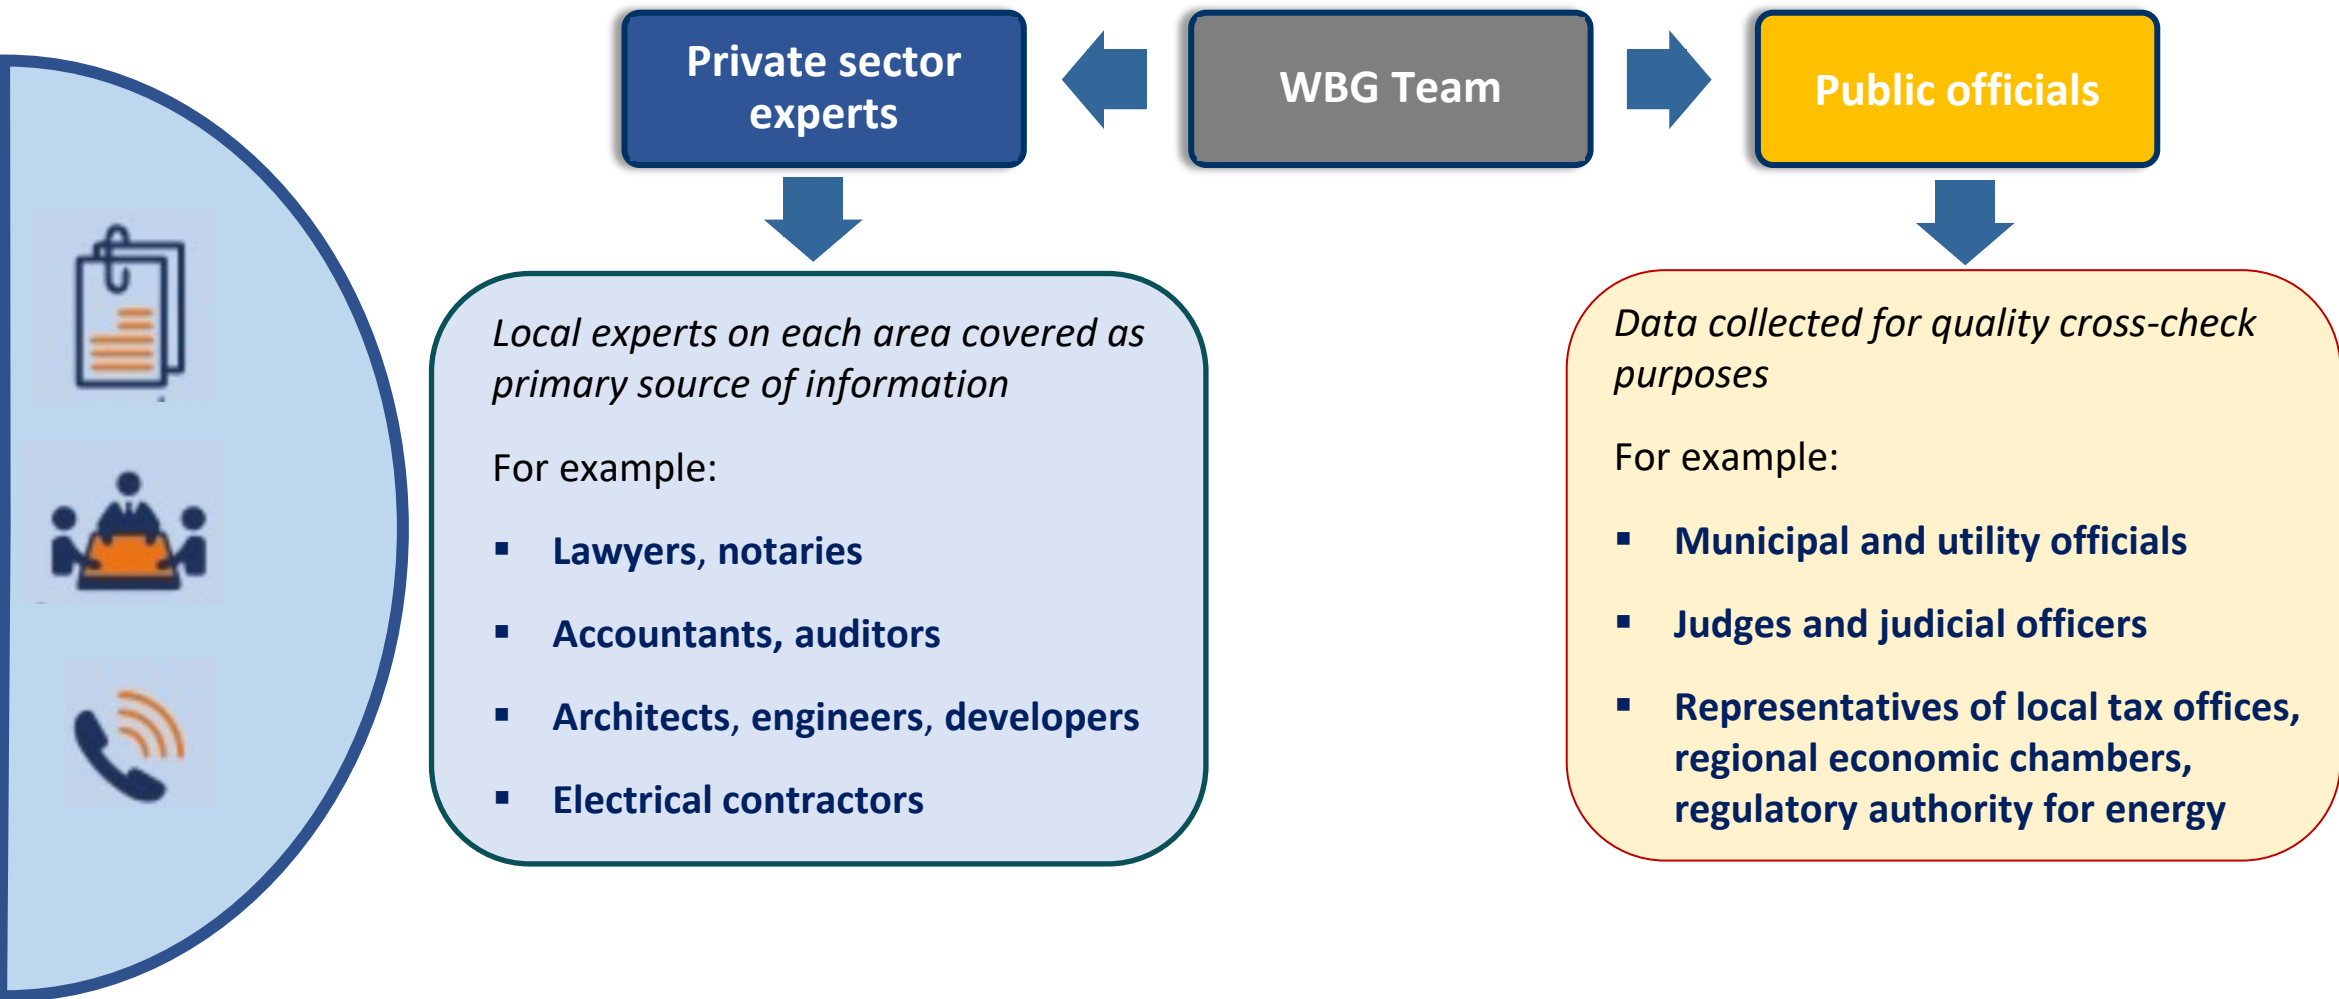 Private sector
experts
WBG Team
Public officials
Local experts on each area covered as
primary source of information
For example:
▪ Lawyers, notaries
▪ Accountants, auditors
▪ Architects, engineers, developers
▪ Electrical contractors
Data collected for quality cross-check
purposes
For example:
▪ Municipal and utility officials
▪ Judges and judicial officers
▪ Representatives of local tax offices,
regional economic chambers,
regulatory authority for energy